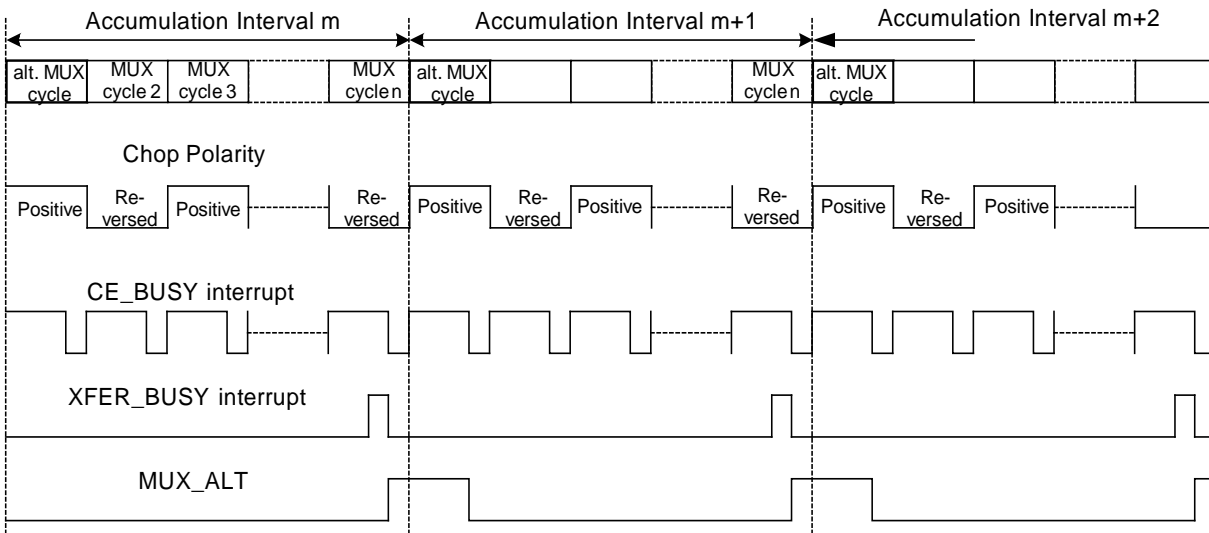 Accumulation Interval m
Accumulation Interval m+1
Accumulation Interval m+2
alt. MUX
cycle
MUX
cycle 2
MUX
cycle 3
MUX
cycle n
alt. MUX
cycle
MUX
cycle n
alt. MUX
cycle
Chop Polarity
Positive
Re-
versed
Positive
Re-
versed
Positive
Re-
versed
Positive
Re-
versed
Positive
Re-
versed
Positive
CE_BUSY interrupt
XFER_BUSY interrupt
MUX_ALT